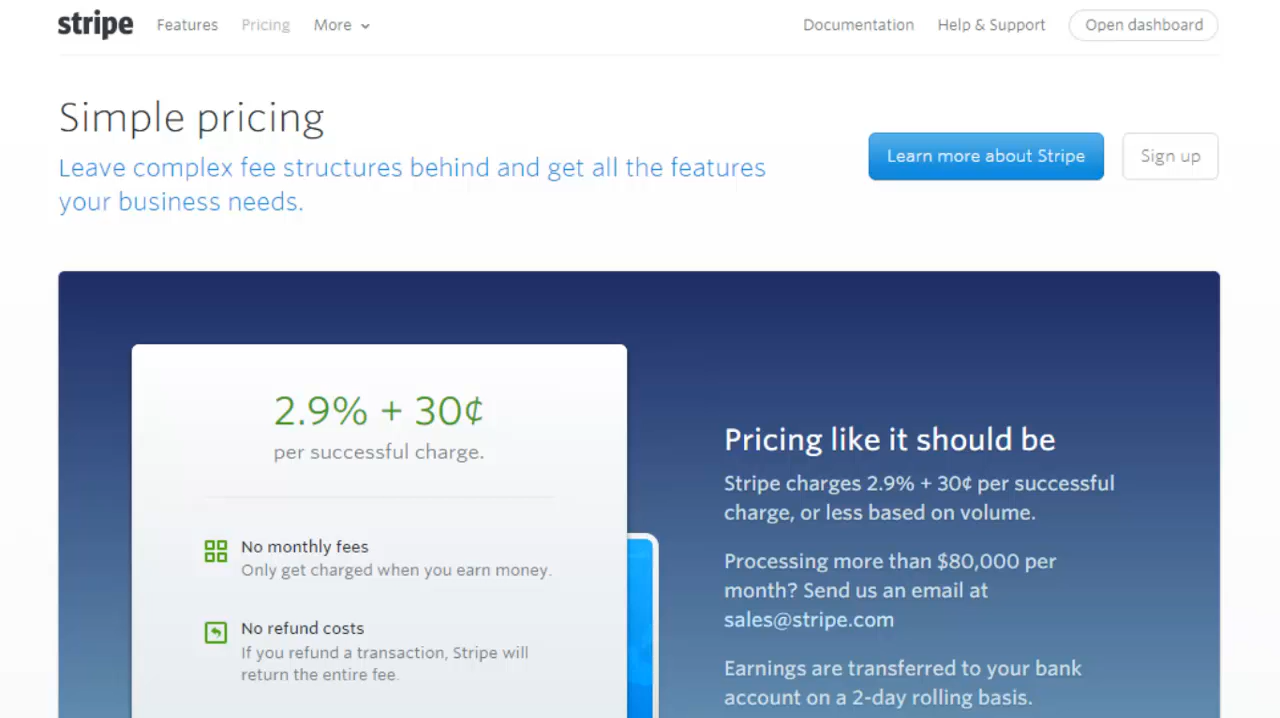 stripe Features Pricing More Documentation Help & Support Open dashboard
Simple pricing
Leave complex fee structures behind and get all the features
your business needs.
Learn more about Stripe Sign up
2.9% + 30¢
per successful charge.
No monthly fees
Only get charged when you earn money.
No refund costs
If you refund a transaction, Stripe will
return the entire fee.
Pricing like it should be
Stripe charges 2.9% + 30¢ per successful
charge, or less based on volume.
Processing more than $80,000 per
month? Send us an email at
sales@stripe.com
Earnings are transferred to your bank
account on a 2-day rolling basis.